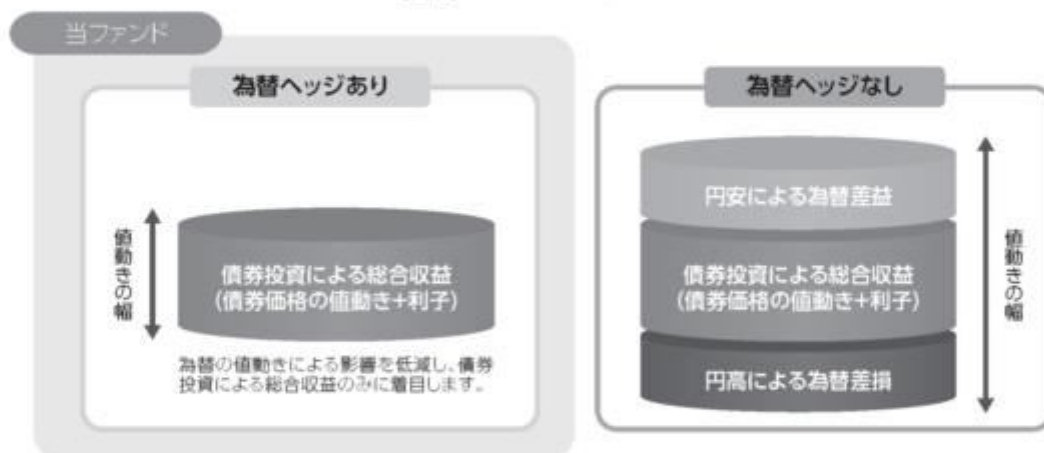 当ファンド
為替ヘッジあり
値動きの幅
債券投資による総合収益
(債券価格の値動き+利子)
為替の値動きによる影響を低減し、債券
投資による総合収益のみに着目します。
為替ヘッジなし
円安による為替差益
債券投資による総合収益
(債券価格の値動き+利子)
円高による為替差損
値動きの幅